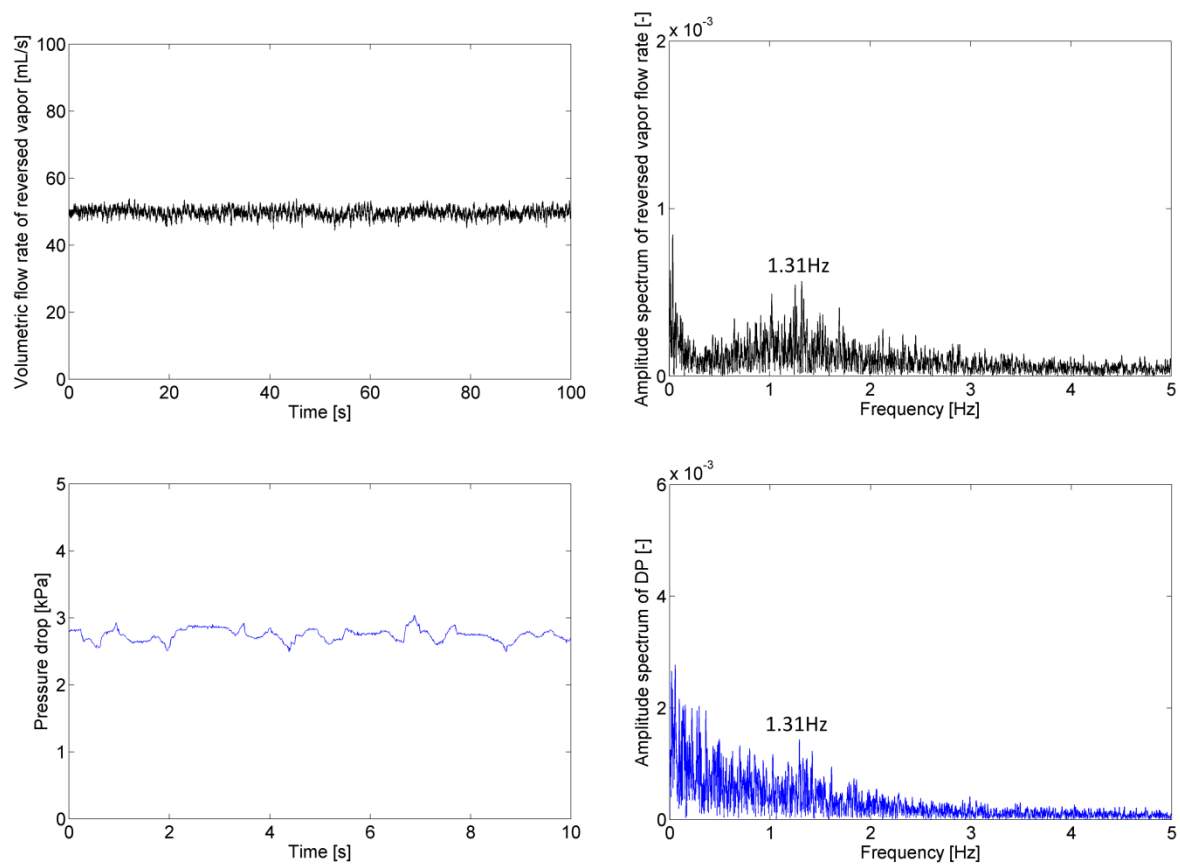 Volumetric flow rate of reversed vapor [mL/s]
100
80
60
40
20
0
0 20 40 60 80 100
Time [s]
Amplitude spectrum of reversed vapor flow rate [-]
x 10-3
2
1
0
1.31Hz
0 1 2 3 4 5
Frequency [Hz]
Pressure drop [kPa]
5
4
3
2
1
0
0 2 4 6 8 10
Time [s]
Amplitude spectrum of DP [-]
x 10-3
6
4
2
0
1.31Hz
0 1 2 3 4 5
Frequency [Hz]